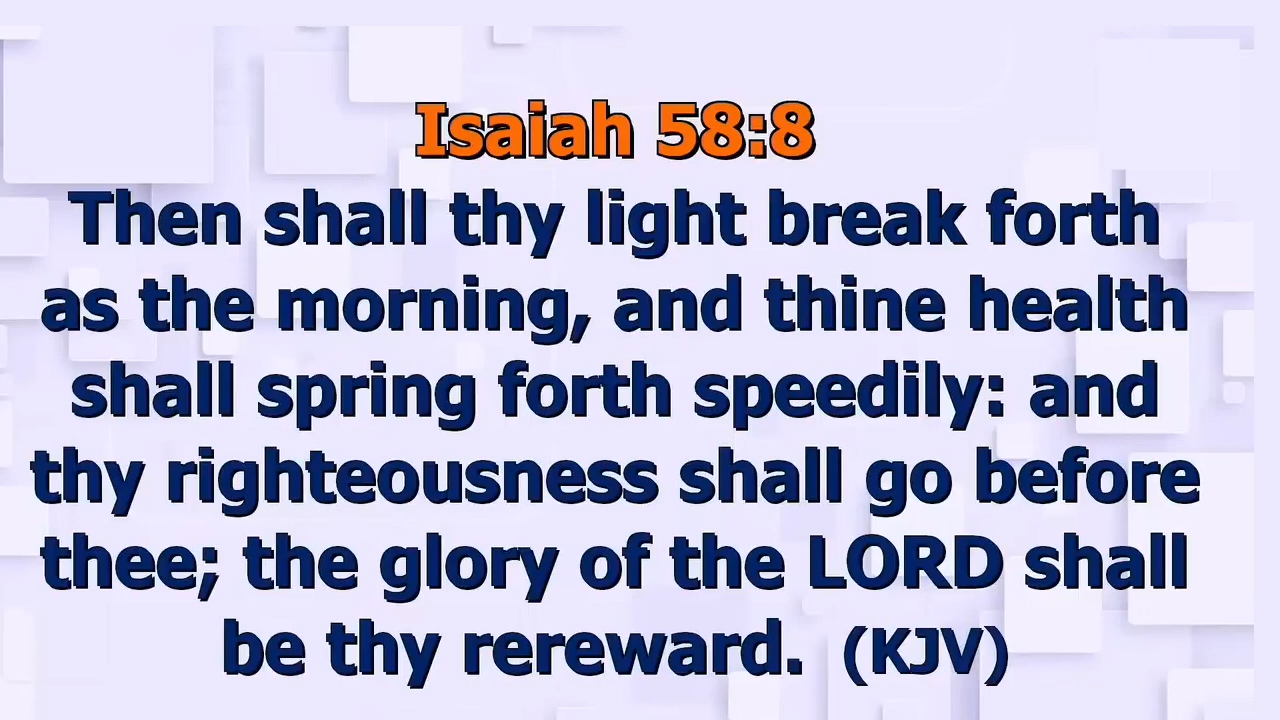 Isaiah 58:8
Then shall thy light break forth
as the morning, and thine health
shall spring forth speedily: and
thy righteousness shall go before
thee; the glory of the LORD shall
be thy rereward. (KJV)